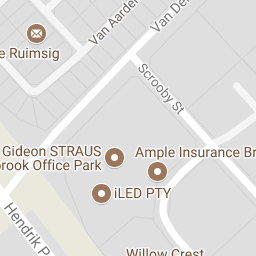 e Ruimsig
Van Aarden
Van De
Scrooby St
Gideon STRAUS
brook Office Park
Ample Insurance Br
iLED PTY
Hendrik P
Willow Crest